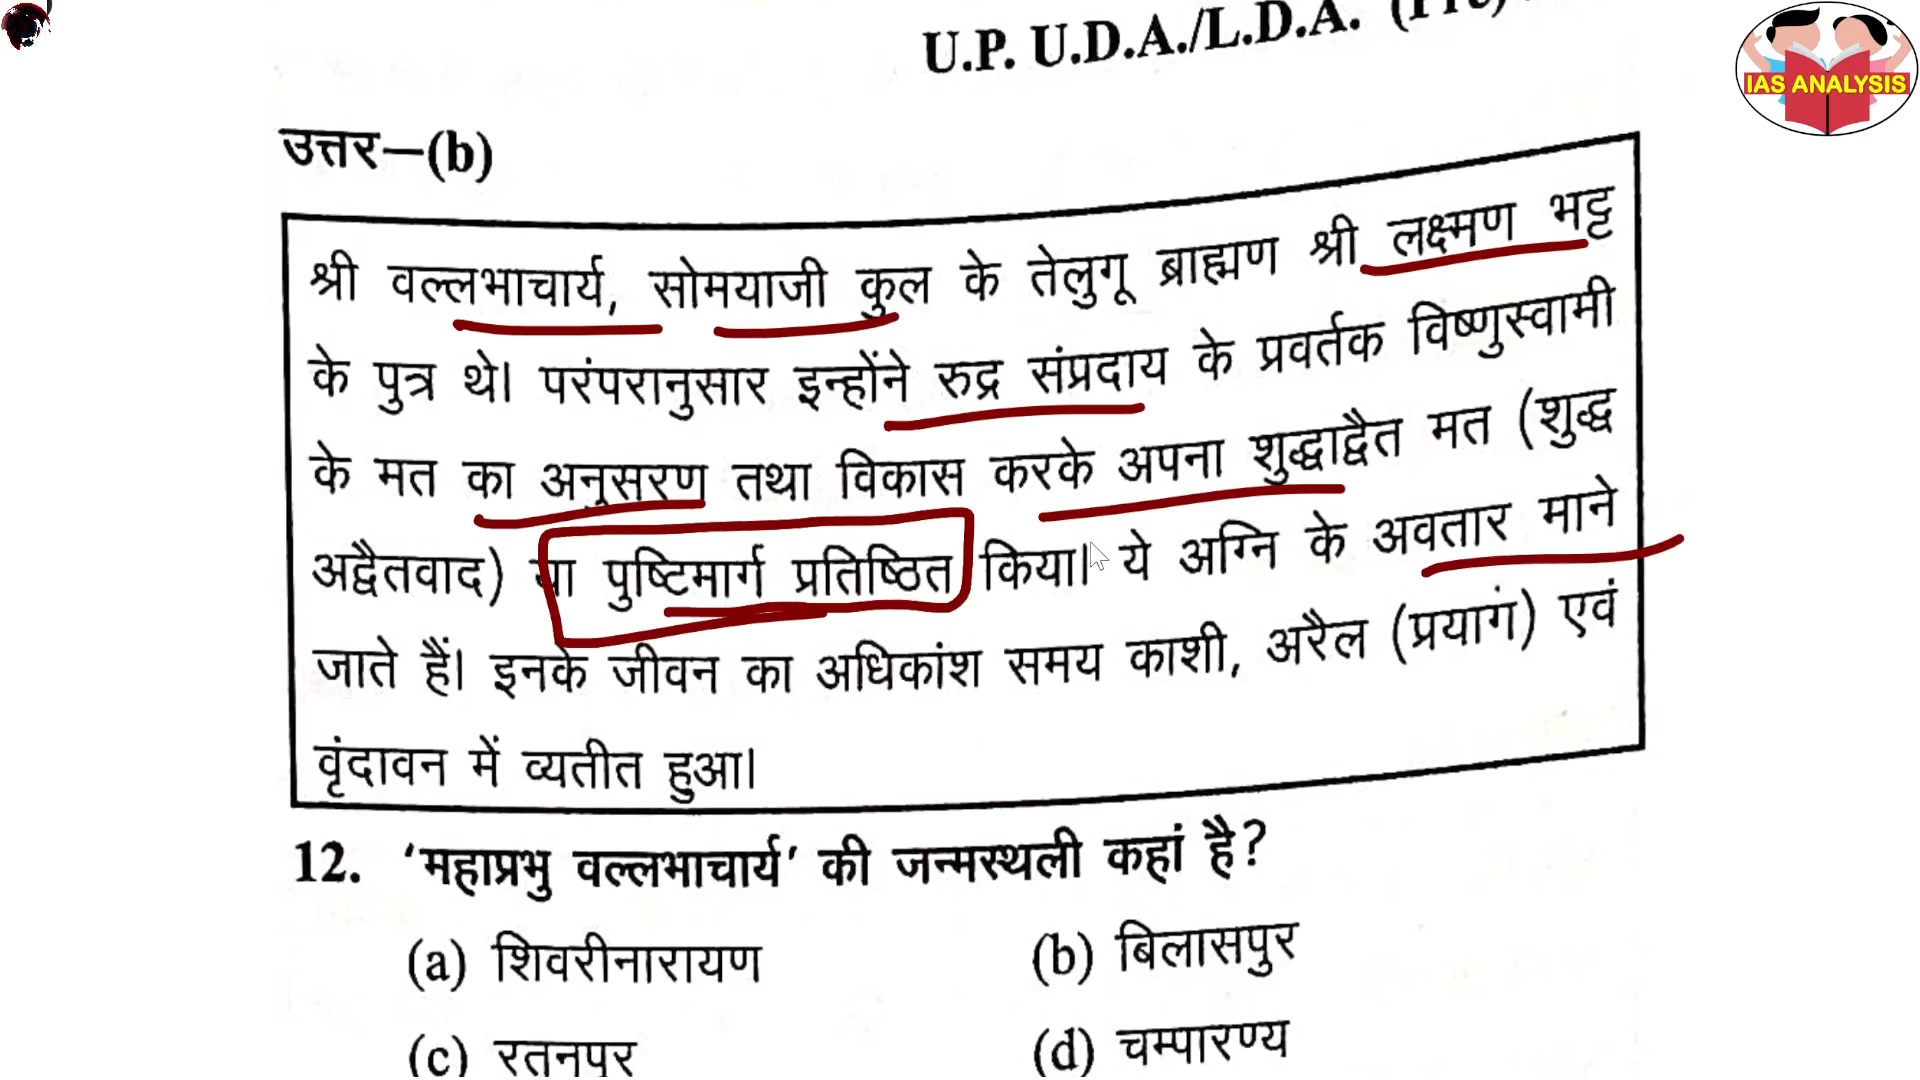 U.P. U.D.A./L.D.A. (Pre)
IAS ANALYSIS
उत्तर—(b)
श्री वल्लभाचार्य, सोमयाजी कुल के तेलुगू ब्राह्मण श्री लक्ष्मण भट्ट
के पुत्र थे। परंपरानुसार इन्होंने रुद्र संप्रदाय के प्रवर्तक विष्णुस्वामी
के मत का अनुसरण तथा विकास करके अपना शुद्धाद्वैत मत (शुद्ध
अद्वैतवाद) या पुष्टिमार्ग प्रतिष्ठित किया। ये अग्नि के अवतार माने
जाते हैं। इनके जीवन का अधिकांश समय काशी, अरैल (प्रयाग) एवं
वृंदावन में व्यतीत हुआ।
12. 'महाप्रभु वल्लभाचार्य' की जन्मस्थली कहां है?
(a) शिवरीनारायण (b) बिलासपुर
(c) रतनपुर (d) चम्पारण्य